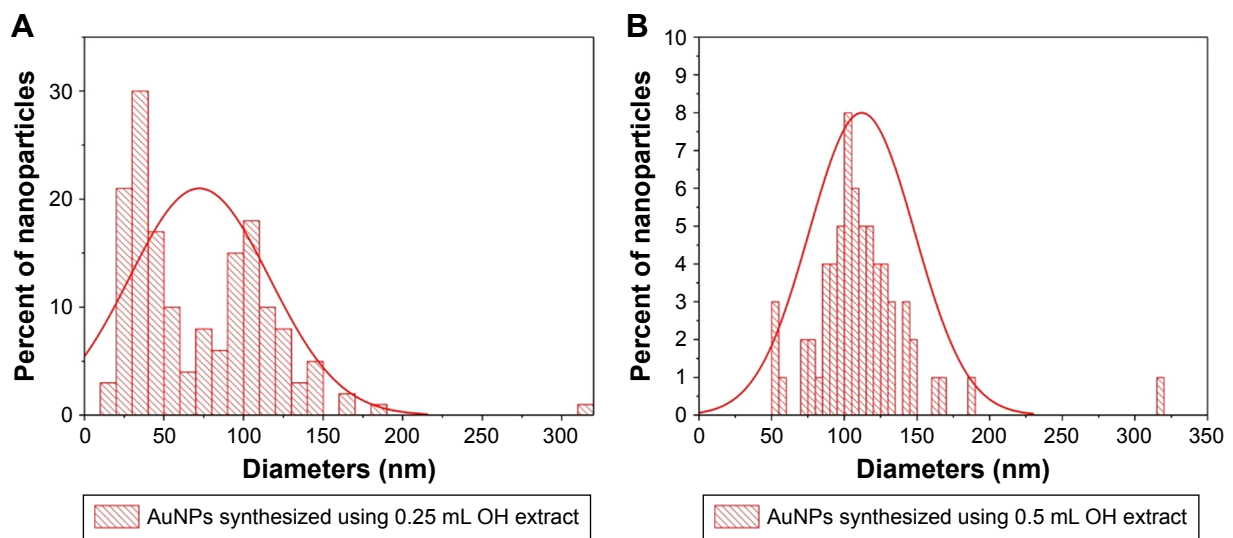 A
B
Percent of nanoparticles
30
20
10
0
0 50 100 150 200 250 300
Diameters (nm)
AuNPs synthesized using 0.25 mL OH extract
Percent of nanoparticles
10
9
8
7
6
5
4
3
2
1
0
0 50 100 150 200 250 300 350
Diameters (nm)
AuNPs synthesized using 0.5 mL OH extract